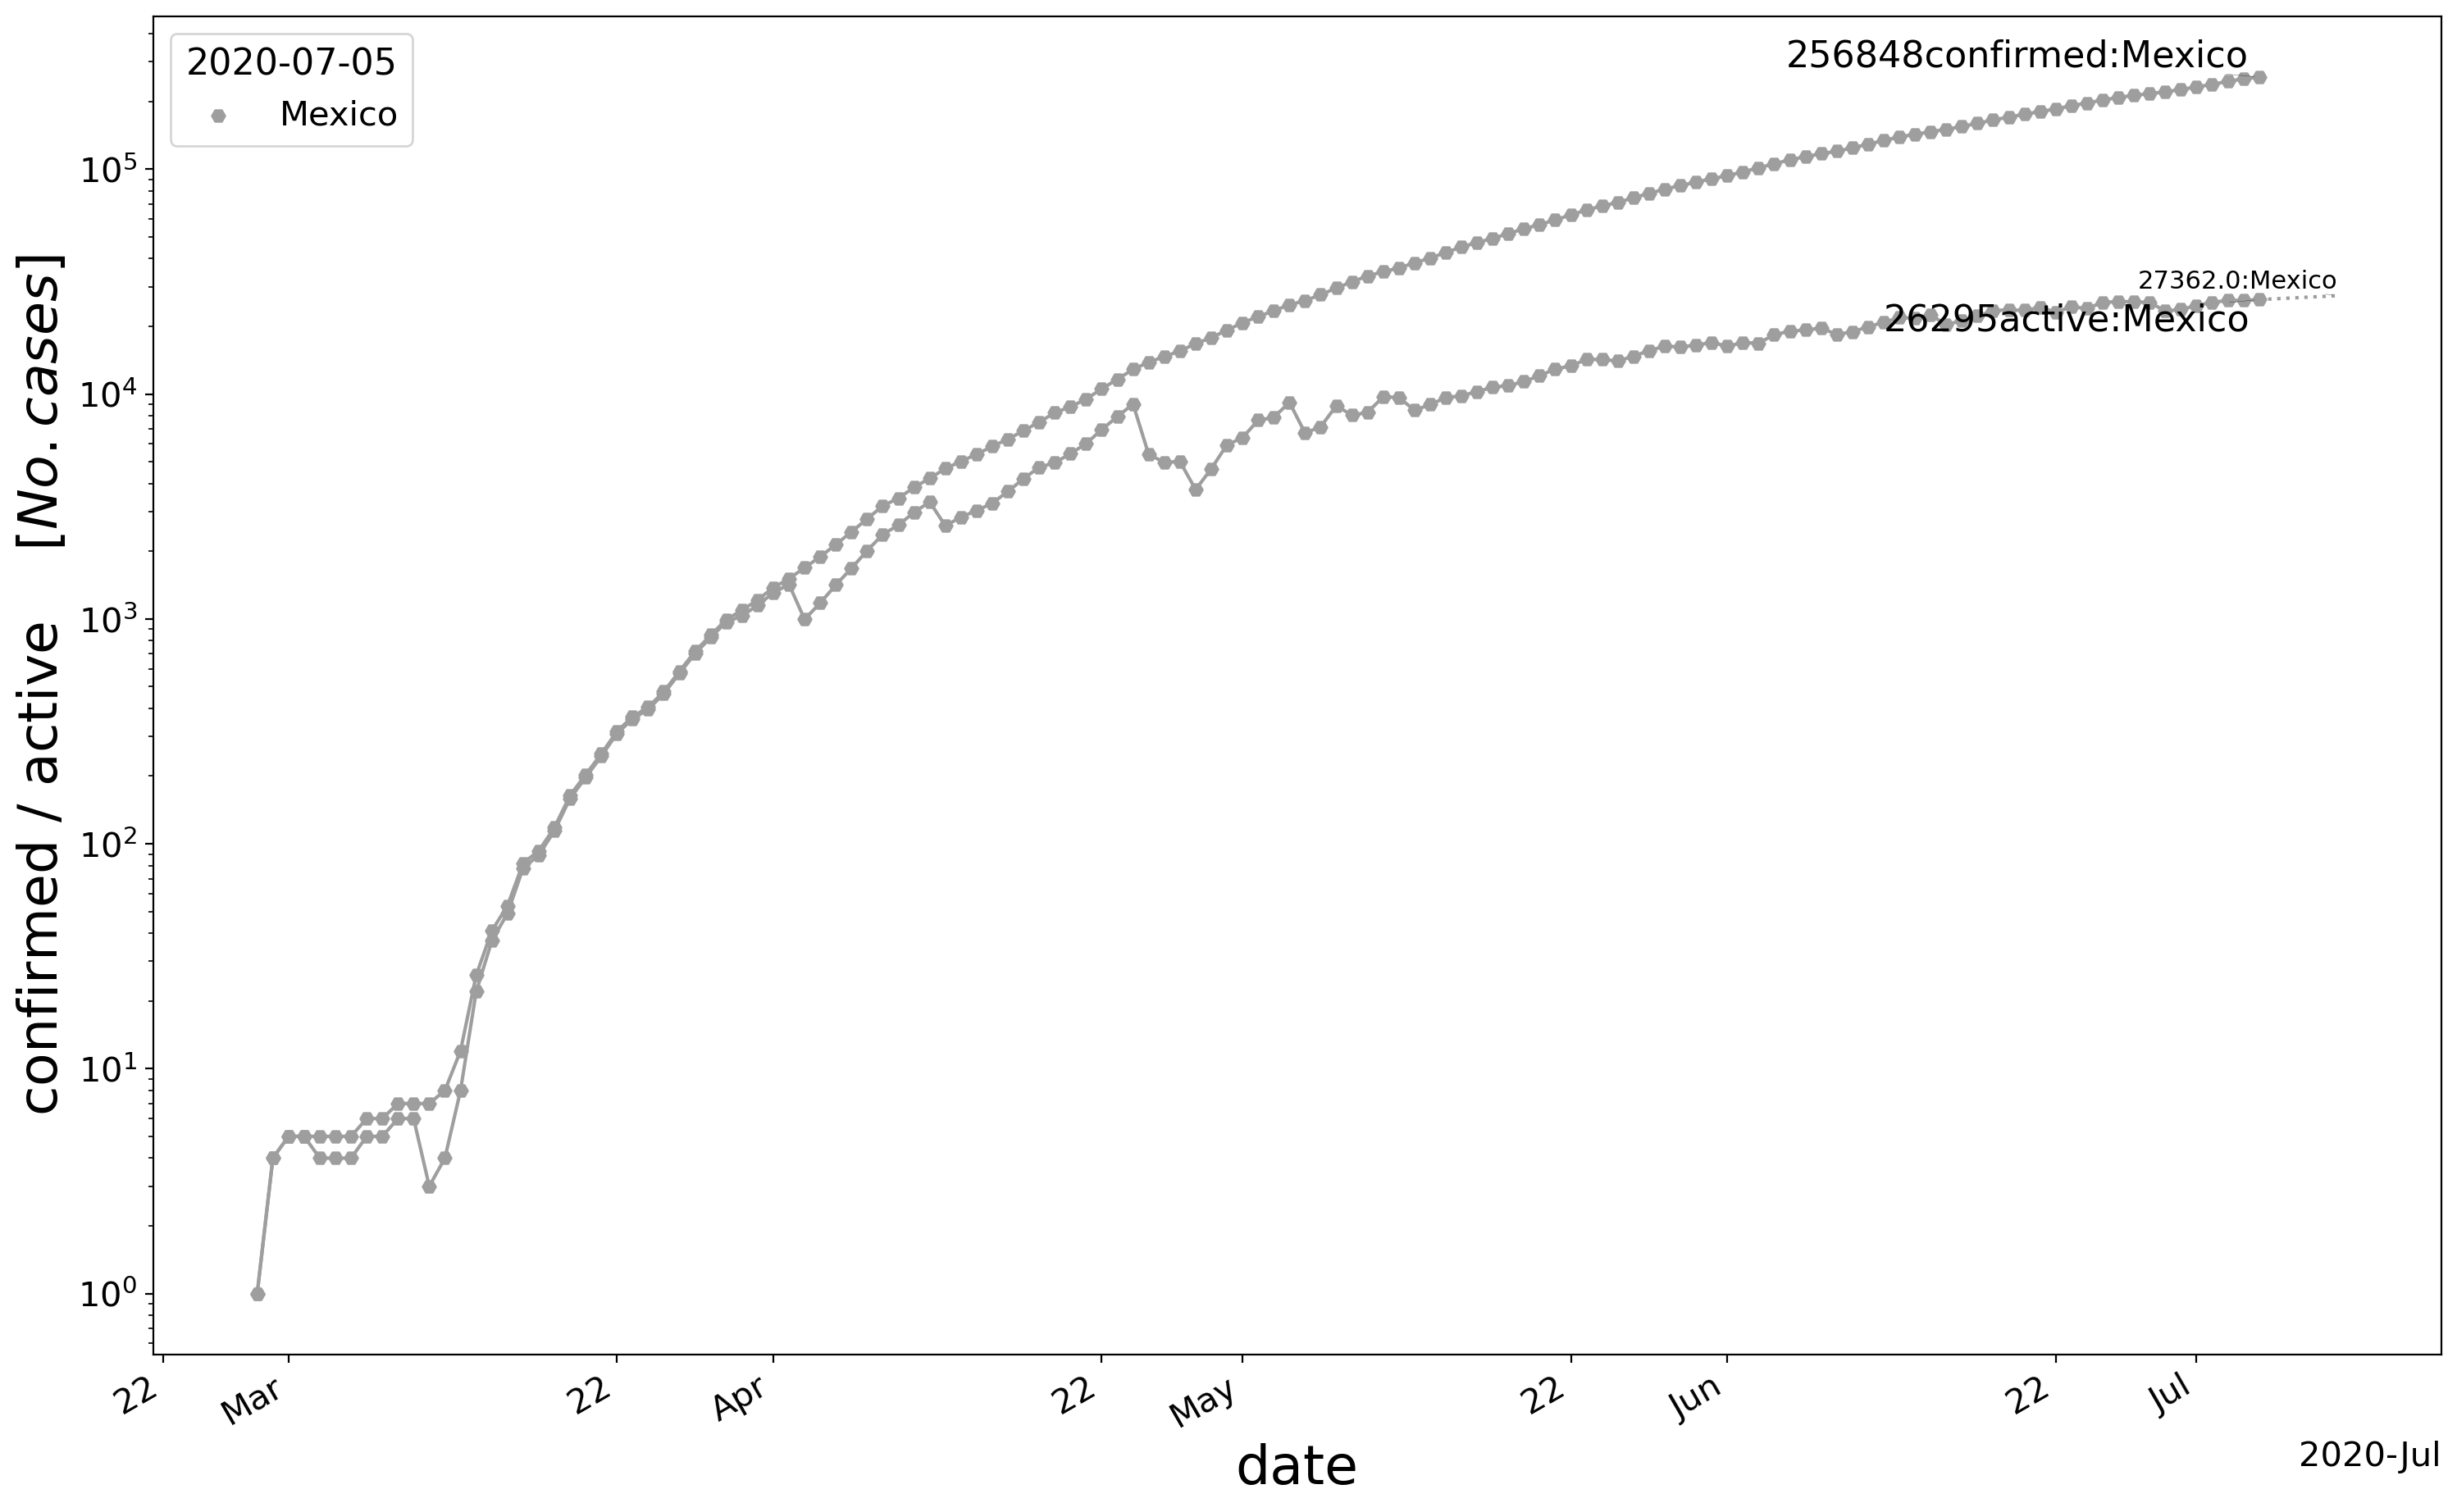 2020-07-05
Mexico
256848confirmed:Mexico
27362.0:Mexico
26295active:Mexico
confirmed / active [No. cases]
10^5
10^4
10^3
10^2
10^1
10^0
22 Mar 22 Apr 22 May 22 Jun 22 Jul
date
2020-Jul